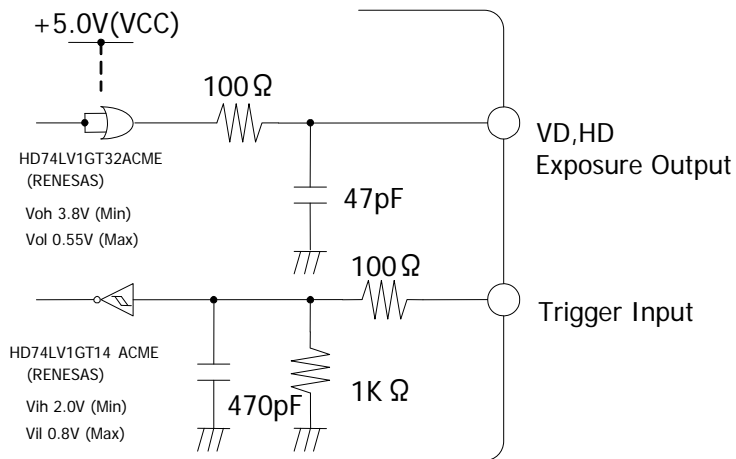 +5.0V(VCC)
100Ω
VD,HD
Exposure Output
HD74LV1GT32ACME
(RENESAS)
Voh 3.8V (Min)
Vol 0.55V (Max)
47pF
100Ω
Trigger Input
HD74LV1GT14 ACME
(RENESAS)
Vih 2.0V (Min)
Vil 0.8V (Max)
470pF
1K Ω